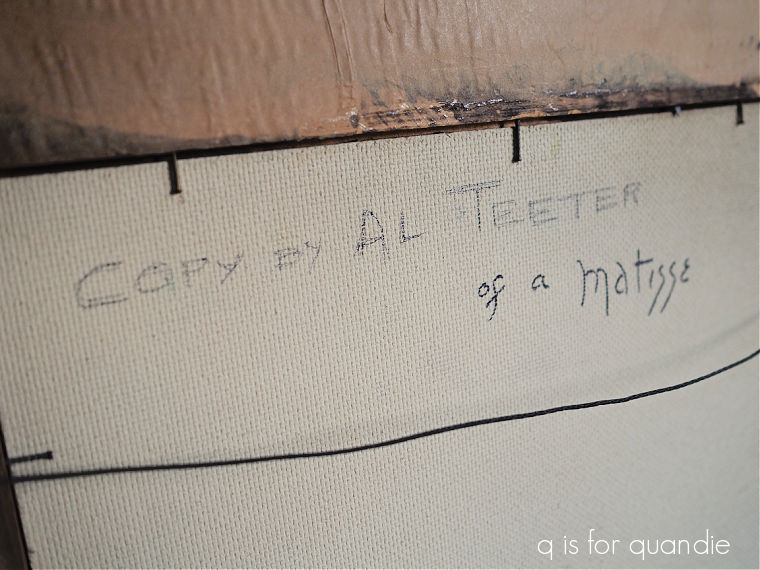 COPY BY AL TEETER
of a Matisse
q is for quandie